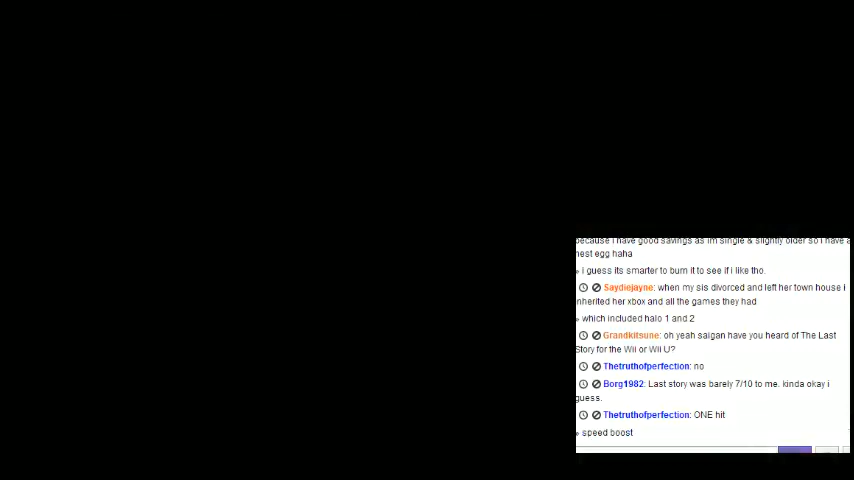 because i have good savings as im single & slightly older so i have a
nest egg haha
» i guess its smarter to burn it to see if i like tho.
Saydiejayne: when my sis divorced and left her town house i
inherited her xbox and all the games they had
» which included halo 1 and 2
Grandkitsune: oh yeah saigan have you heard of The Last
Story for the Wii or Wii U?
Thetruthofperfection: no
Borg1982: Last story was barely 7/10 to me. kinda okay i
guess.
Thetruthofperfection: ONE hit
» speed boost